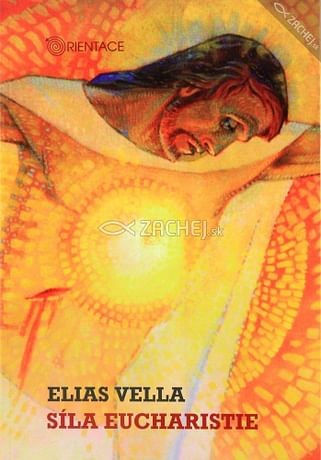 ORIENTACE
ZACHEJ.sk
ZACHEJ.sk
ELIAS VELLA
SÍLA EUCHARISTIE